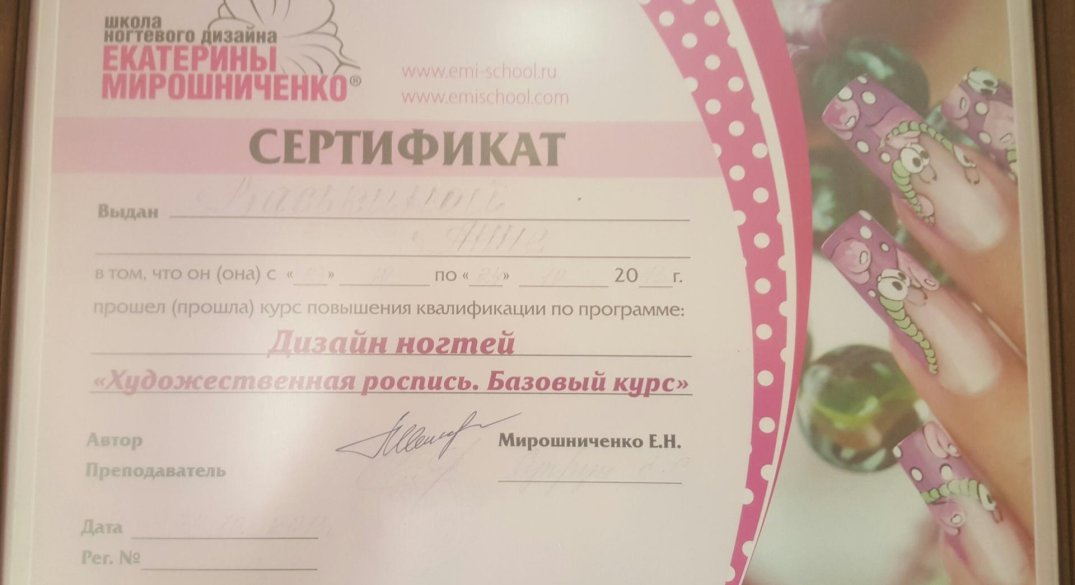 школа
ногтевого дизайна
ЕКАТЕРИНЫ
МИРОШНИЧЕНКО®
www.emi-school.ru
www.emischool.com
СЕРТИФИКАТ
Выдан
Анне
в том, что он (она) с « » по « » 20 г.
прошел (прошла) курс повышения квалификации по программе:
Дизайн ногтей
«Художественная роспись. Базовый курс»
Автор Мирошниченко Е.Н.
Преподаватель
Дата
Рег. №